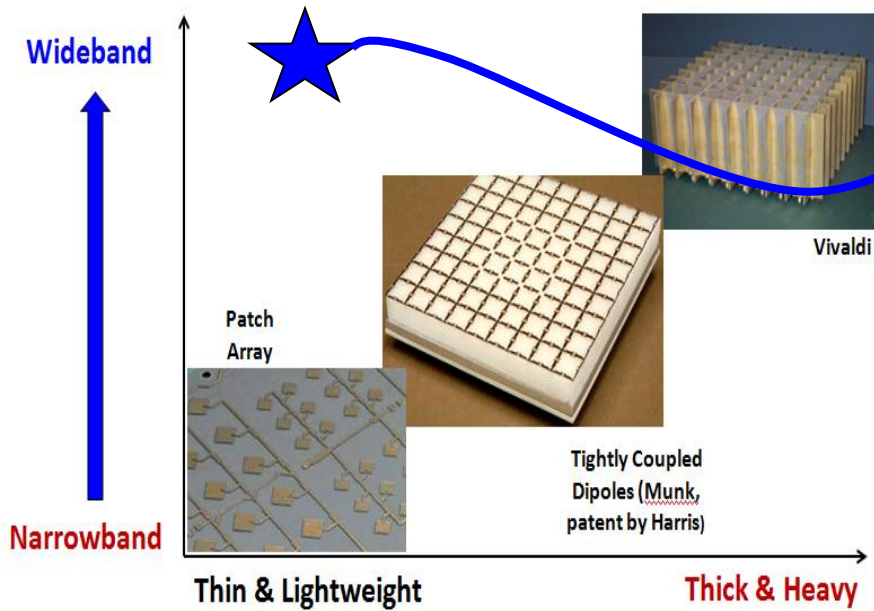 Wideband
Vivaldi
Patch
Array
Tightly Coupled
Dipoles (Munk,
patent by Harris)
Narrowband
Thin & Lightweight
Thick & Heavy